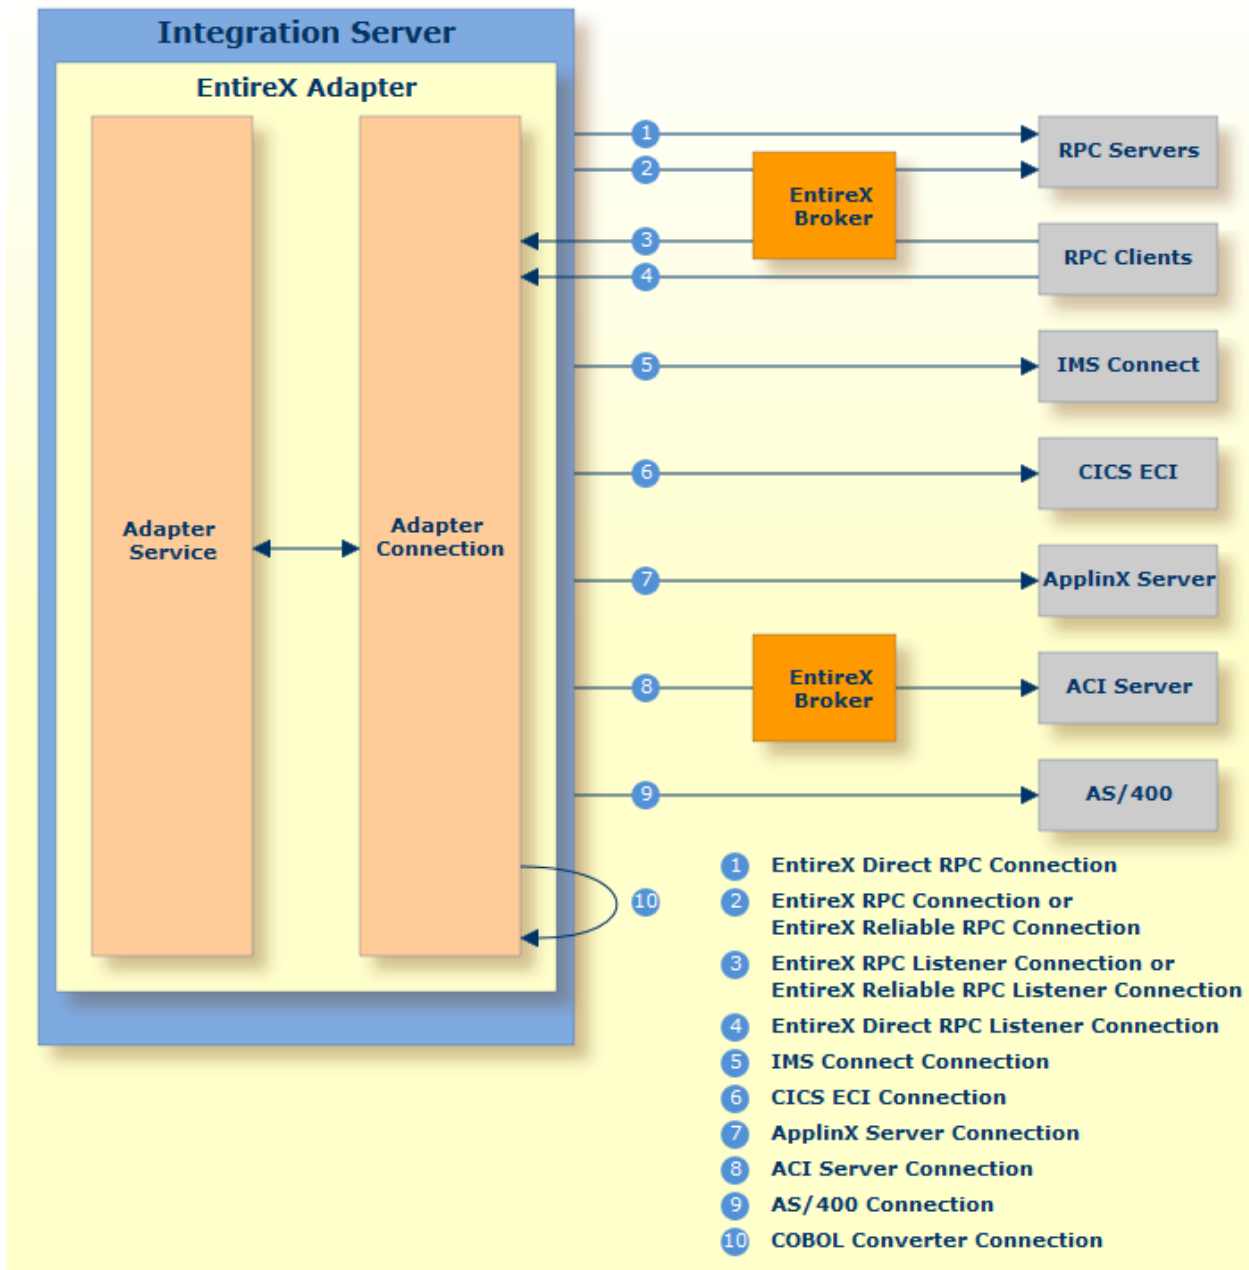 Integration Server
EntireX Adapter
Adapter
Service
Adapter
Connection
1
2
EntireX
Broker
3
4
5
6
7
8
EntireX
Broker
9
10
RPC Servers
RPC Clients
IMS Connect
CICS ECI
ApplinX Server
ACI Server
AS/400
1 EntireX Direct RPC Connection
2 EntireX RPC Connection or
EntireX Reliable RPC Connection
3 EntireX RPC Listener Connection or
EntireX Reliable RPC Listener Connection
4 EntireX Direct RPC Listener Connection
5 IMS Connect Connection
6 CICS ECI Connection
7 ApplinX Server Connection
8 ACI Server Connection
9 AS/400 Connection
10 COBOL Converter Connection